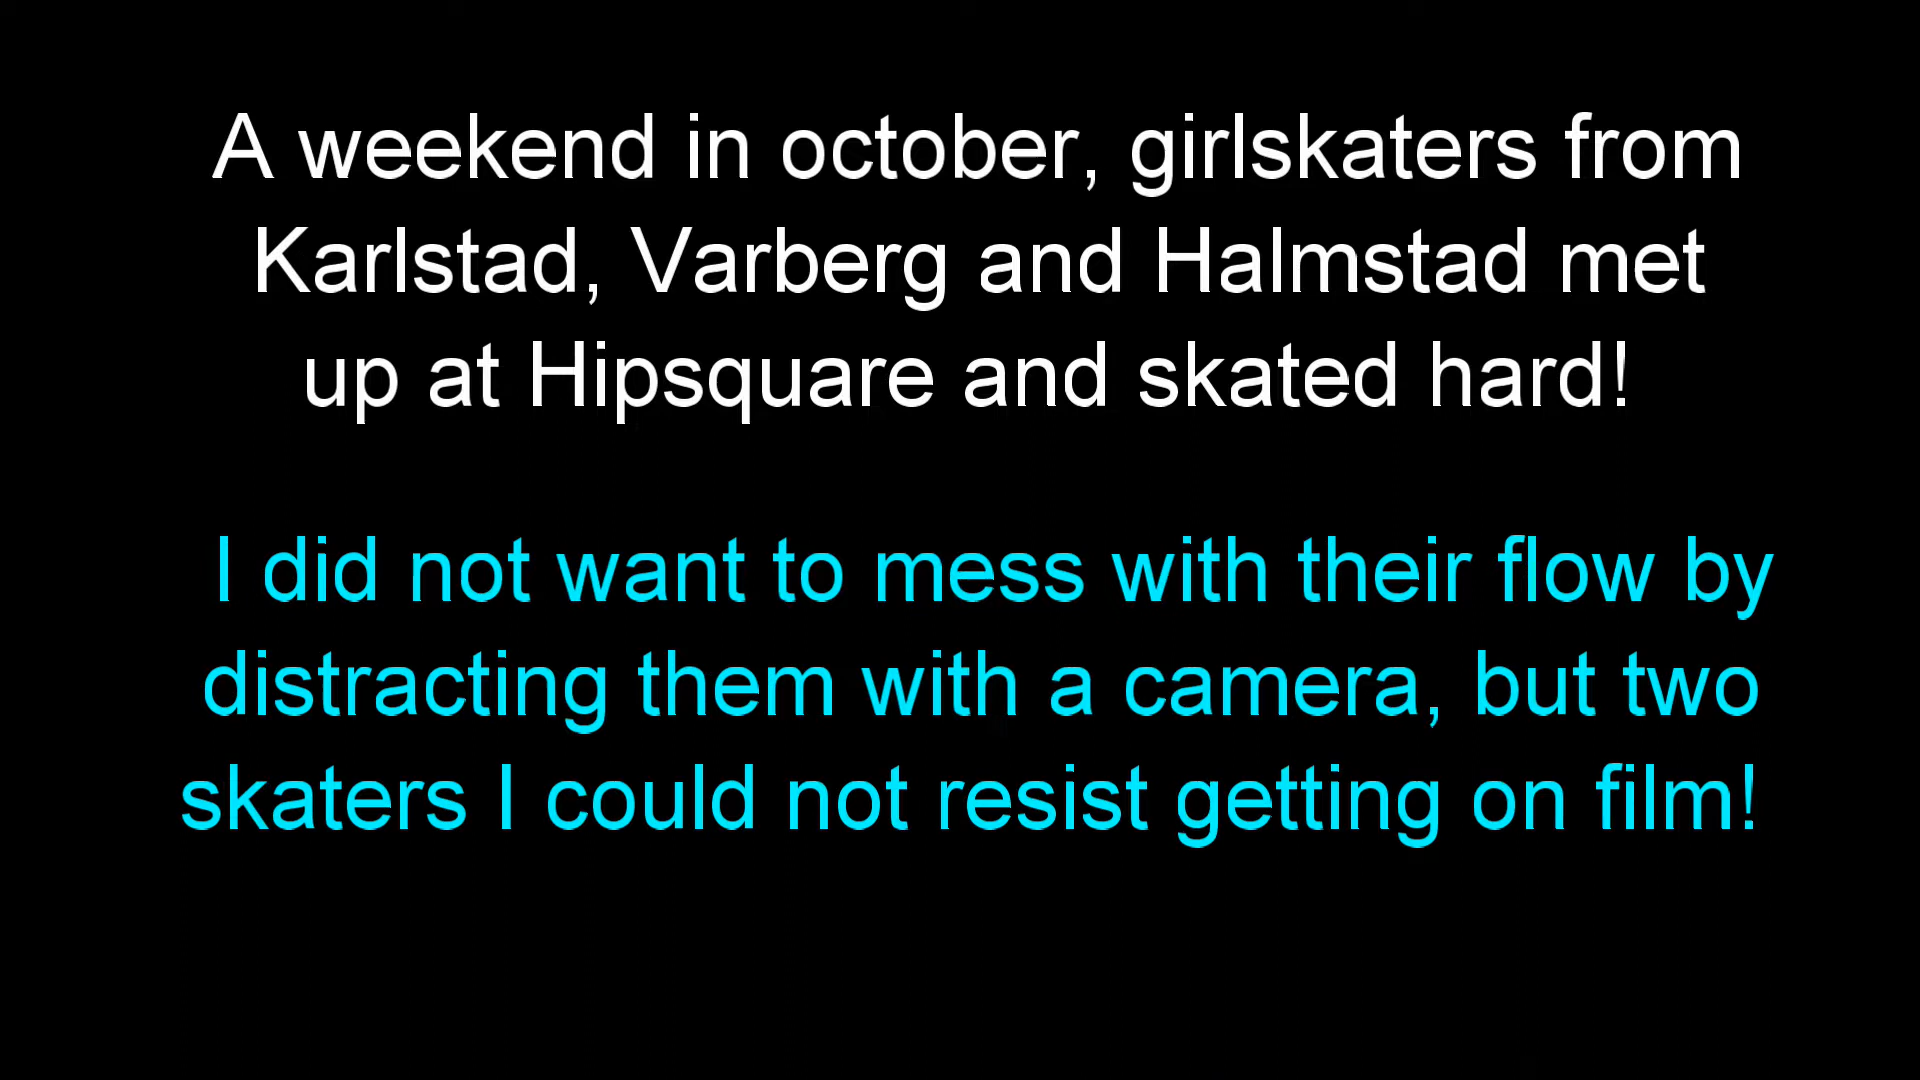 A weekend in october, girlskaters from
Karlstad, Varberg and Halmstad met
up at Hipsquare and skated hard!
I did not want to mess with their flow by
distracting them with a camera, but two
skaters I could not resist getting on film!